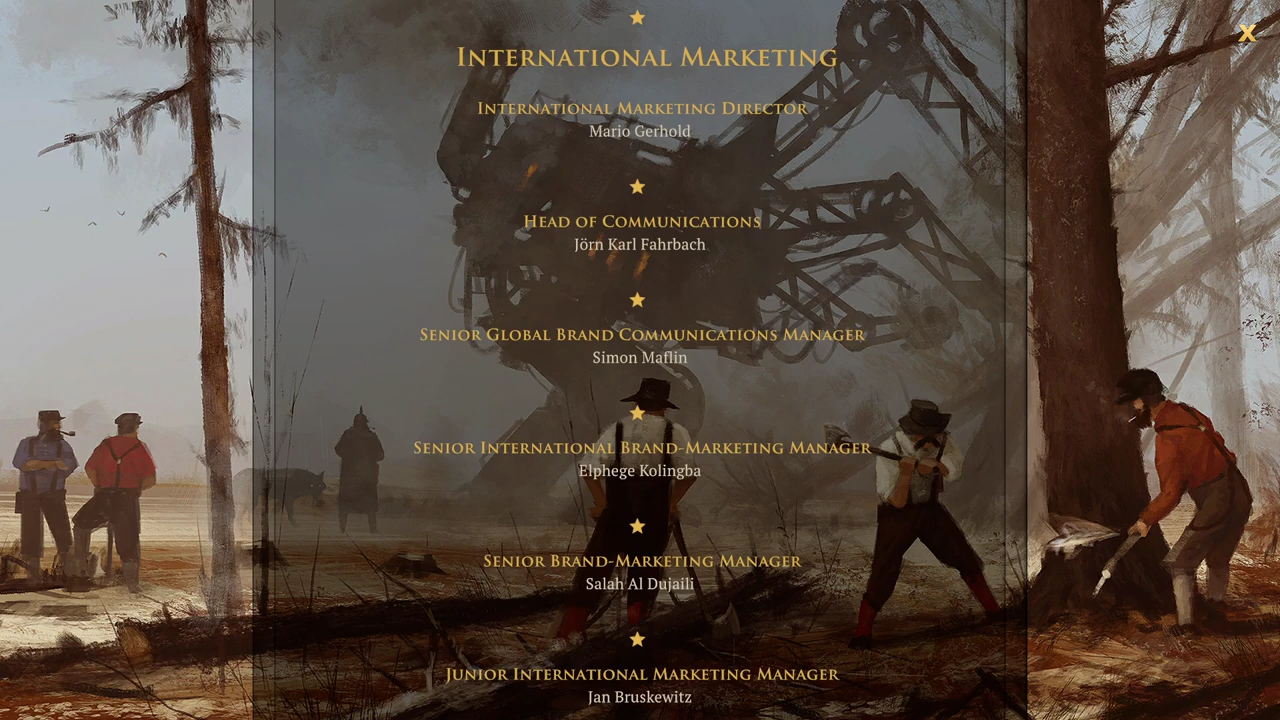 X
International Marketing
International Marketing Director
Mario Gerhold
Head of Communications
Jörn Karl Fahrbach
Senior Global Brand Communications Manager
Simon Maflin
Senior International Brand-Marketing Manager
Elphege Kolingba
Senior Brand-Marketing Manager
Salah Al Dujaili
Junior International Marketing Manager
Jan Bruskewitz